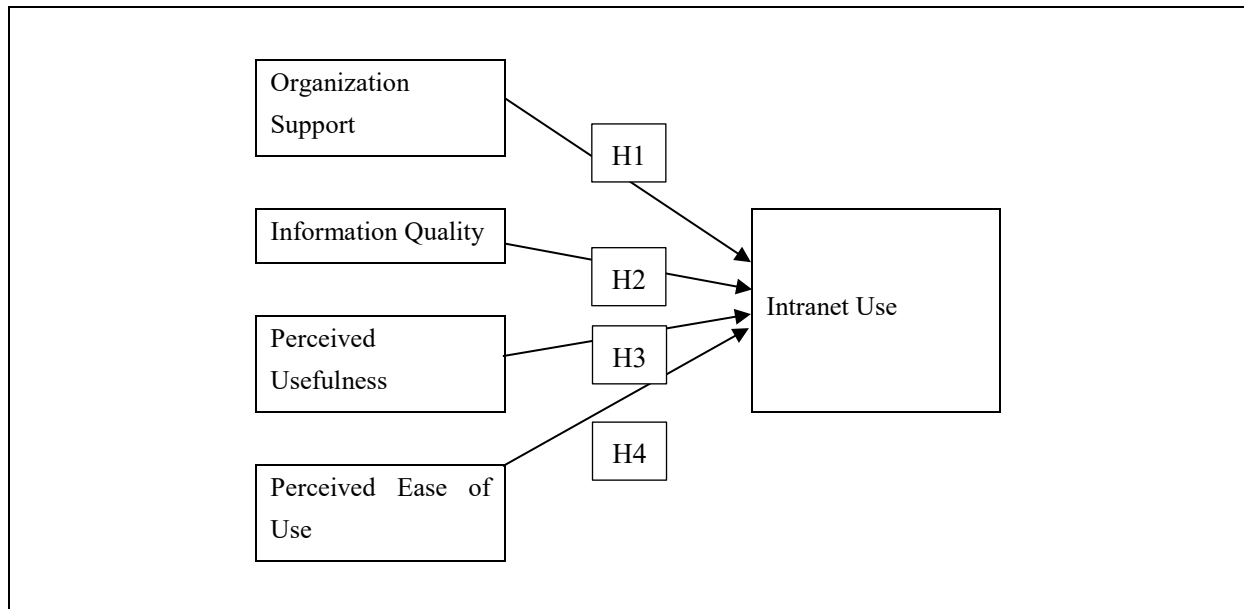 Organization
Support
H1
Information Quality
H2
Intranet Use
Perceived
Usefulness
H3
H4
Perceived Ease of
Use